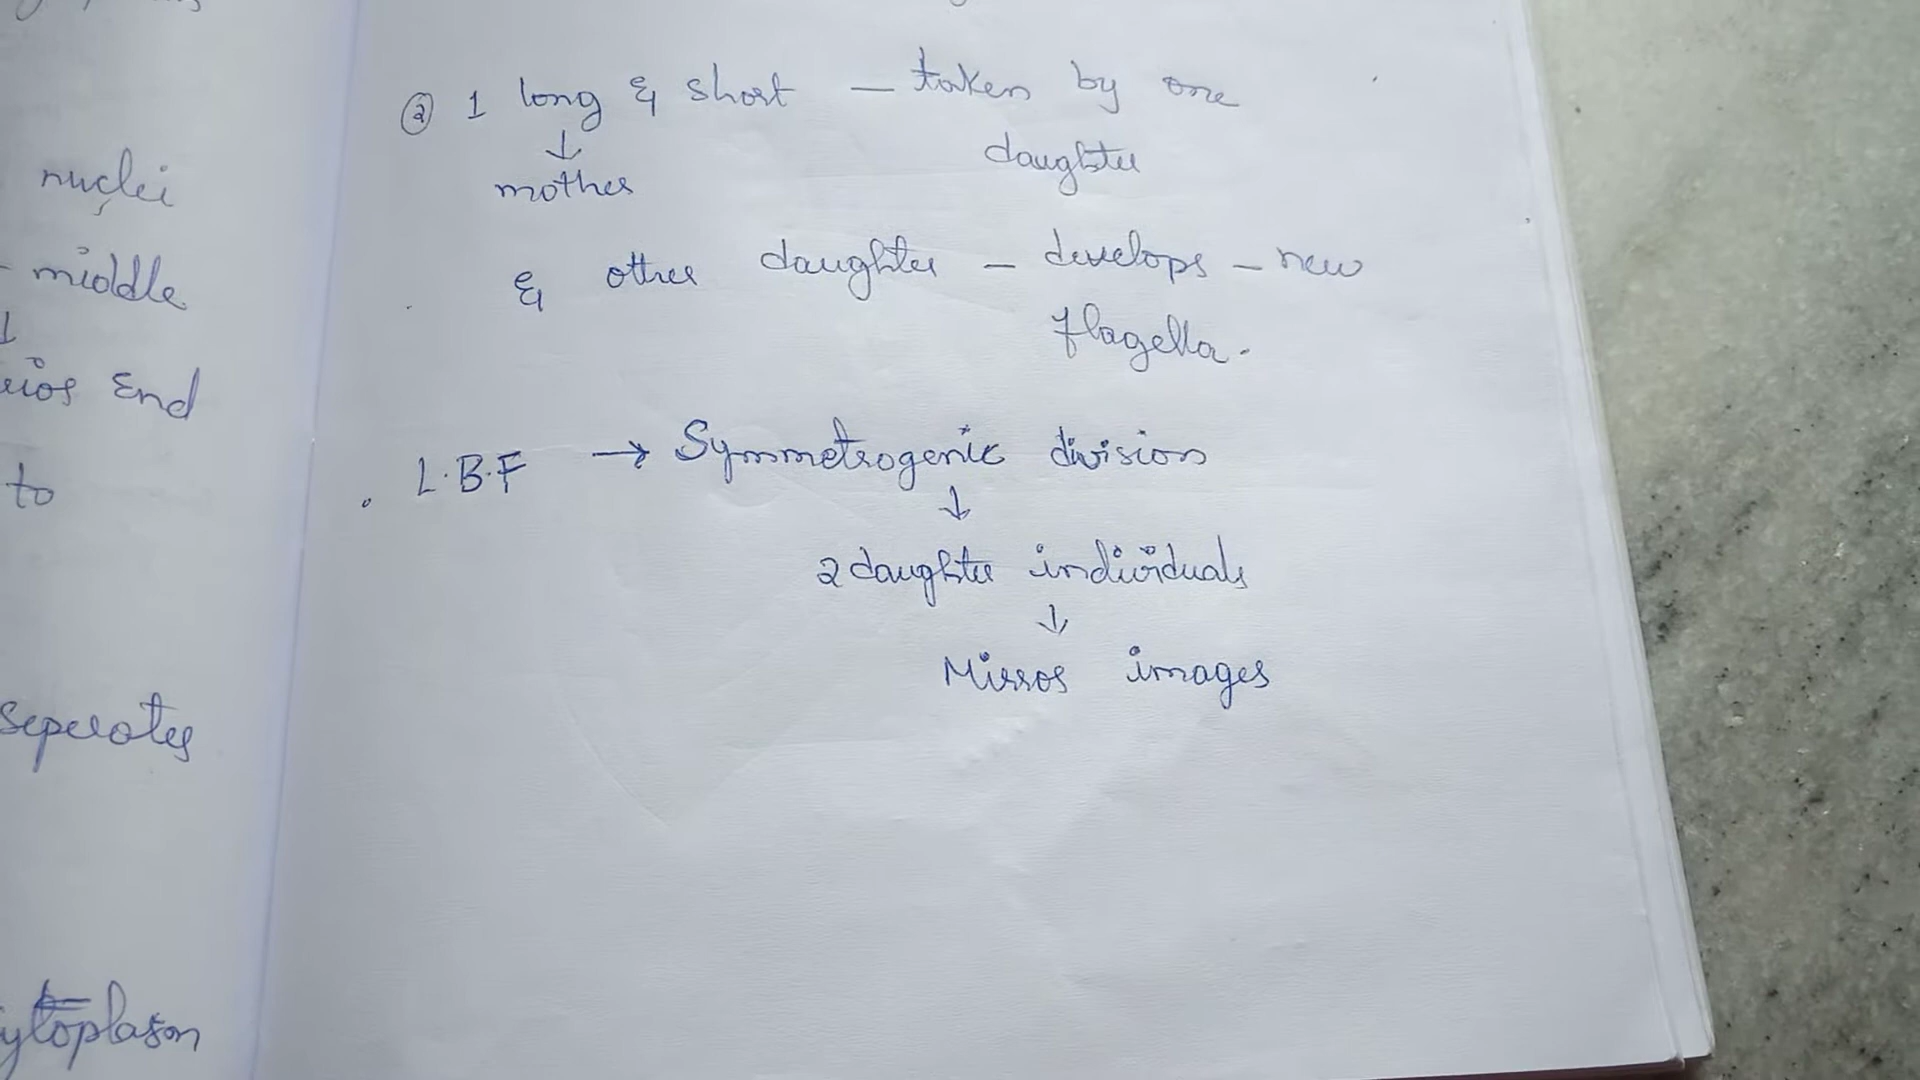 nuclei
- middle
End
to
seperates
② 1 long & short — taken by one
↓
mother
daughter
& other daughter — develops — new
flagella.
L.B.F → Symmetrogenic division
↓
2 daughter individuals
↓
Mirror images